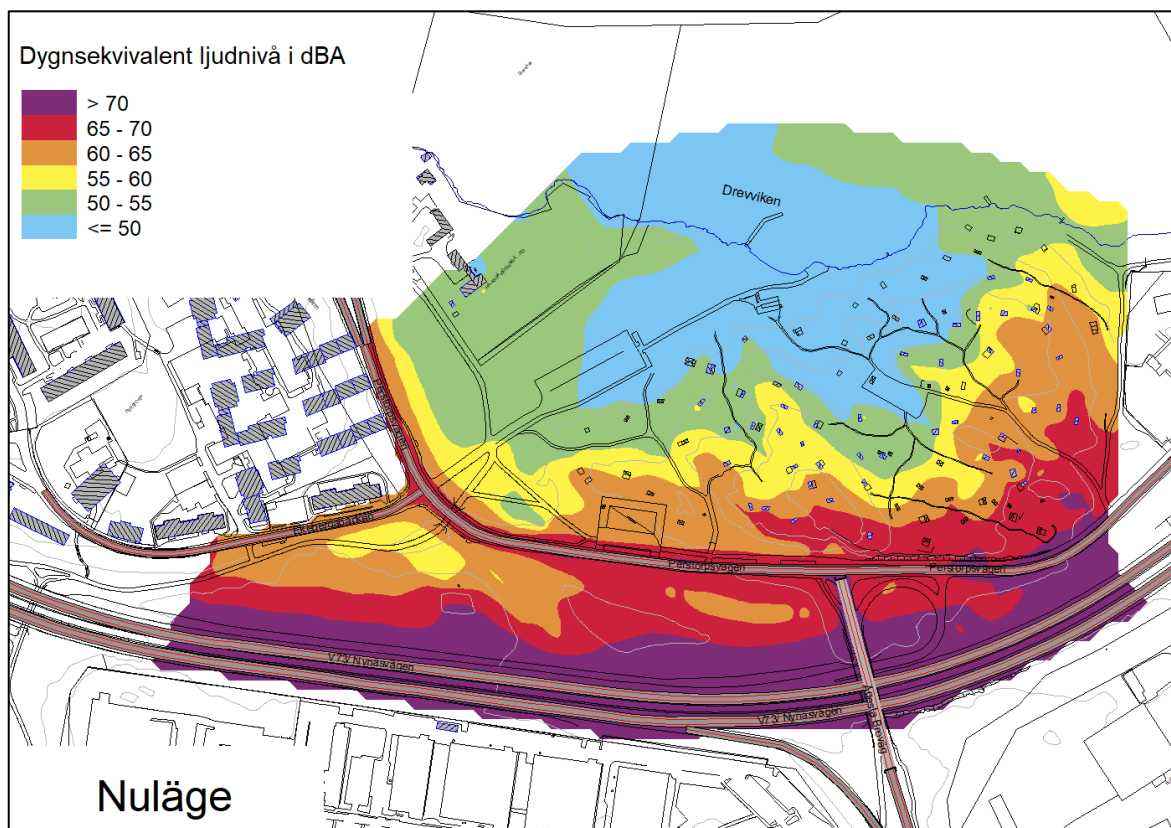 Dygnsekvivalent ljudnivå i dBA
> 70
65 - 70
60 - 65
55 - 60
50 - 55
<= 50
Drevviken
Perstorpsvägen
Perstorpsvägen
Perstorpsvägen
V73/ Nynäsvägen
V73/ Nynäsvägen
Nuläge